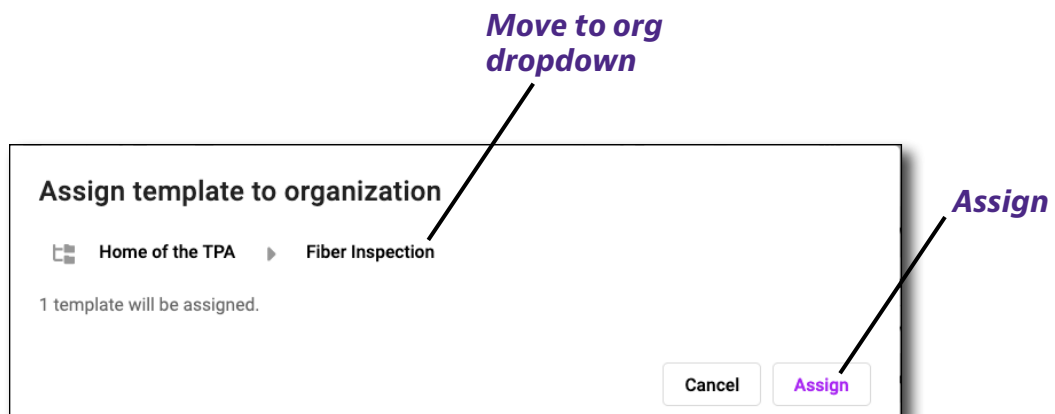 Move to org
dropdown
Assign template to organization
Assign
Home of the TPA Fiber Inspection
1 template will be assigned.
Cancel Assign